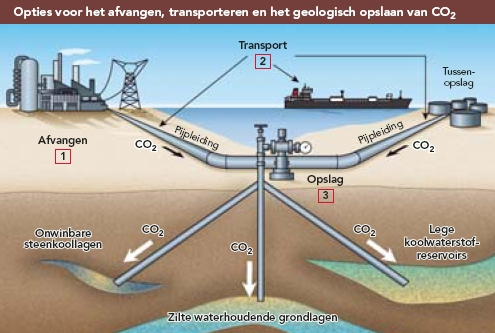 Opties voor het afvangen, transporteren en het geologisch opslaan van CO₂
Transport
2
Tussen-
opslag
Afvangen
1
Pijpleiding
CO₂
Pijpleiding
CO₂
Opslag
3
Onwinbare
steenkoollagen
CO₂
CO₂
CO₂
Lege
koolwaterstof-
reservoirs
Zilte waterhoudende grondlagen